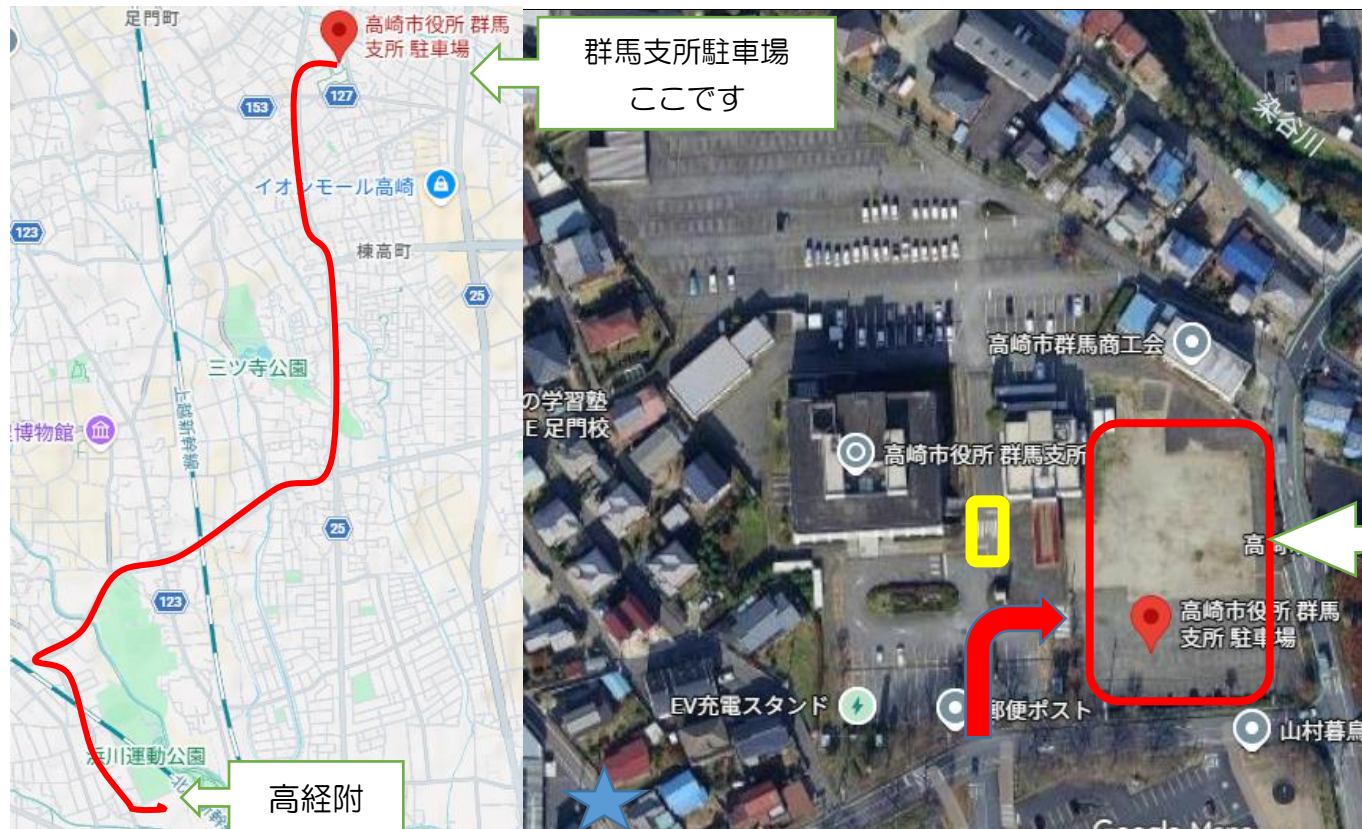 足門町
高崎市役所 群馬
支所 駐車場
群馬支所駐車場
ここです
153
127
イオンモール高崎
123
棟高町
25
三ツ寺公園
上越新幹線
博物館
25
123
浜川運動公園
高経附
染谷川
高崎市群馬商工会
の学習塾
E 足門校
高崎市役所 群馬支所
高崎市役所 群馬
支所 駐車場
EV充電スタンド
郵便ポスト
山村暮鳥